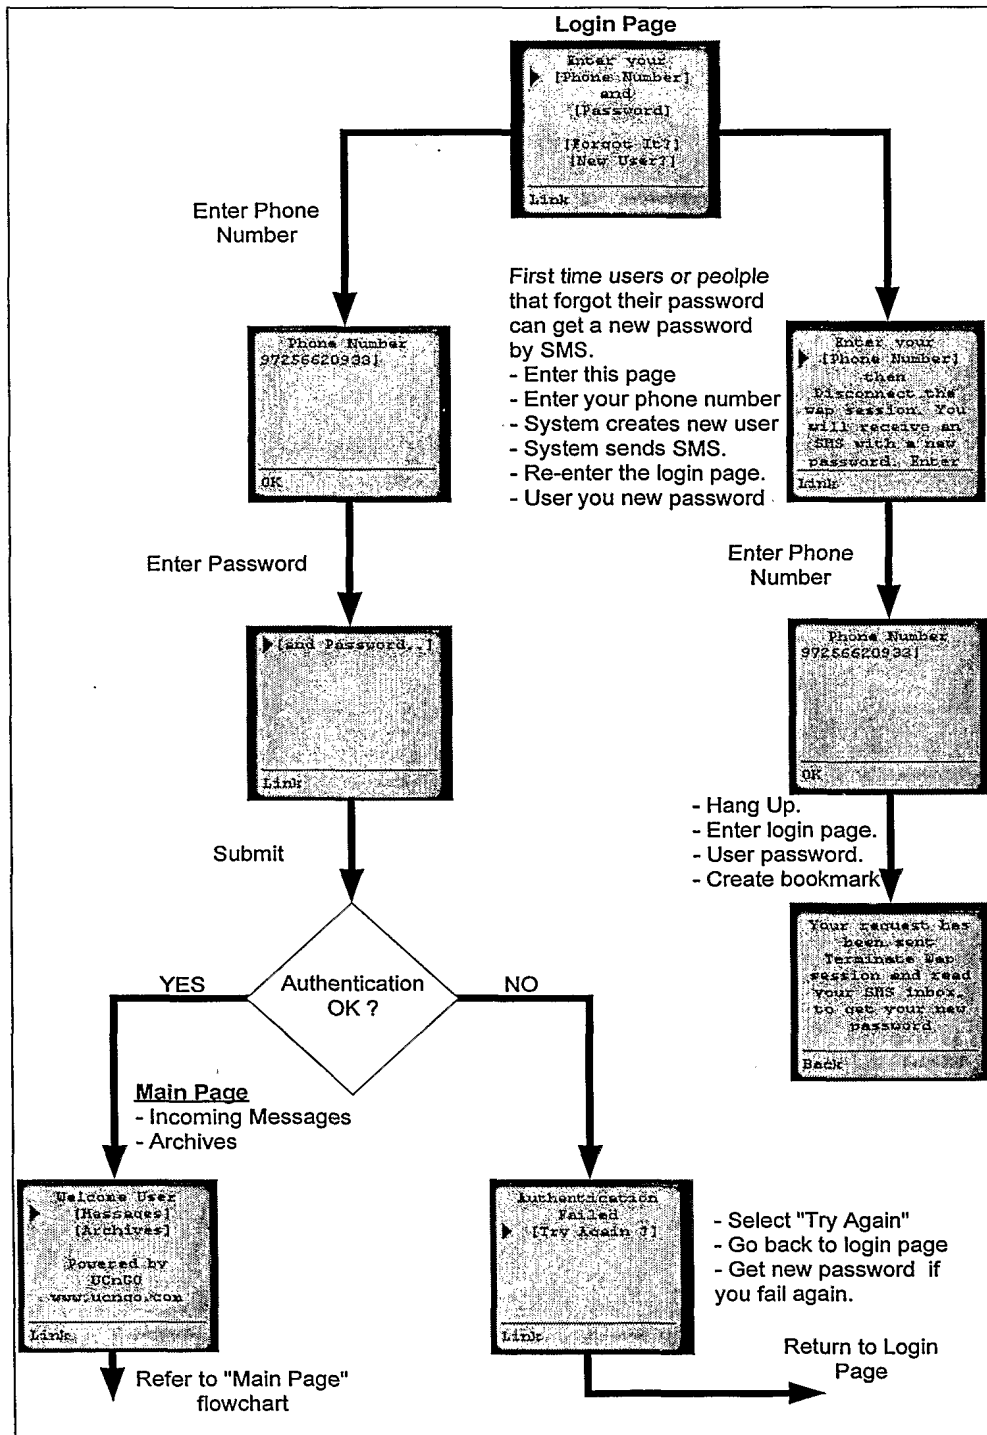 Login Page
Enter your
[Phone Number]
and
[Password]
[Forgot It?]
[New User?]
Link
Enter Phone
Number
First time users or peolple
that forgot their password
can get a new password
by SMS.
- Enter this page
- Enter your phone number
- System creates new user
- System sends SMS.
- Re-enter the login page.
- User you new password
Phone Number
97256620933|
OK
Enter your
[Phone Number]
then
Disconnect the
wap session. You
will receive an
SMS with a new
password. Enter
Link
Enter Password
Enter Phone
Number
[and Password..]
Link
Phone Number
97256620933|
OK
- Hang Up.
- Enter login page.
- User password.
- Create bookmark
Submit
Your request has
been sent
Terminate Wap
session and read
your SMS inbox,
to get your new
password
Back
YES
Authentication
OK ?
NO
Main Page
- Incoming Messages
- Archives
Welcome User
[Messages]
[Archives]
Powered by
UCnGO
www.ucngo.com
Link
Authentication
Failed
[Try Again ?]
Link
- Select "Try Again"
- Go back to login page
- Get new password if
you fail again.
Return to Login
Page
Refer to "Main Page"
flowchart